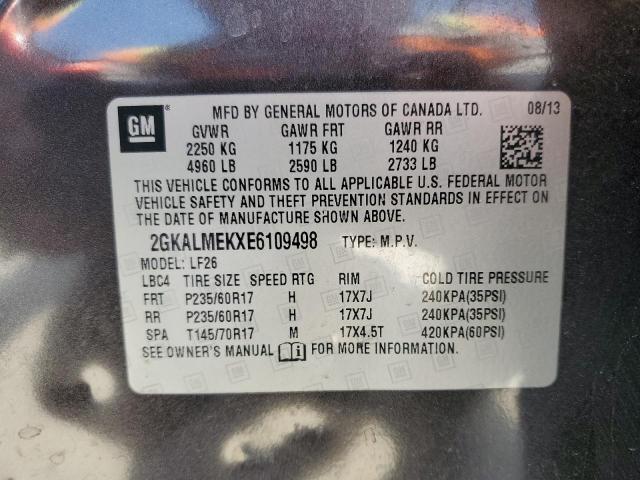 GM ® MFD BY GENERAL MOTORS OF CANADA LTD. 08/13
GVWR GAWR FRT GAWR RR
2250 KG 1175 KG 1240 KG
4960 LB 2590 LB 2733 LB
THIS VEHICLE CONFORMS TO ALL APPLICABLE U.S. FEDERAL MOTOR
VEHICLE SAFETY AND THEFT PREVENTION STANDARDS IN EFFECT ON
THE DATE OF MANUFACTURE SHOWN ABOVE.
2GKALMEKXE6109498 TYPE: M.P.V.
MODEL: LF26
LBC4 TIRE SIZE SPEED RTG RIM COLD TIRE PRESSURE
FRT P235/60R17 H 17X7J 240KPA(35PSI)
RR P235/60R17 H 17X7J 240KPA(35PSI)
SPA T145/70R17 M 17X4.5T 420KPA(60PSI)
SEE OWNER'S MANUAL i FOR MORE INFORMATION.